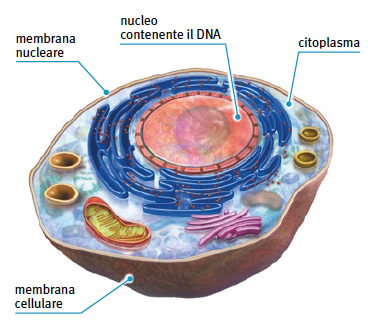 nucleo
contenente il DNA
membrana
nucleare
citoplasma
membrana
cellulare